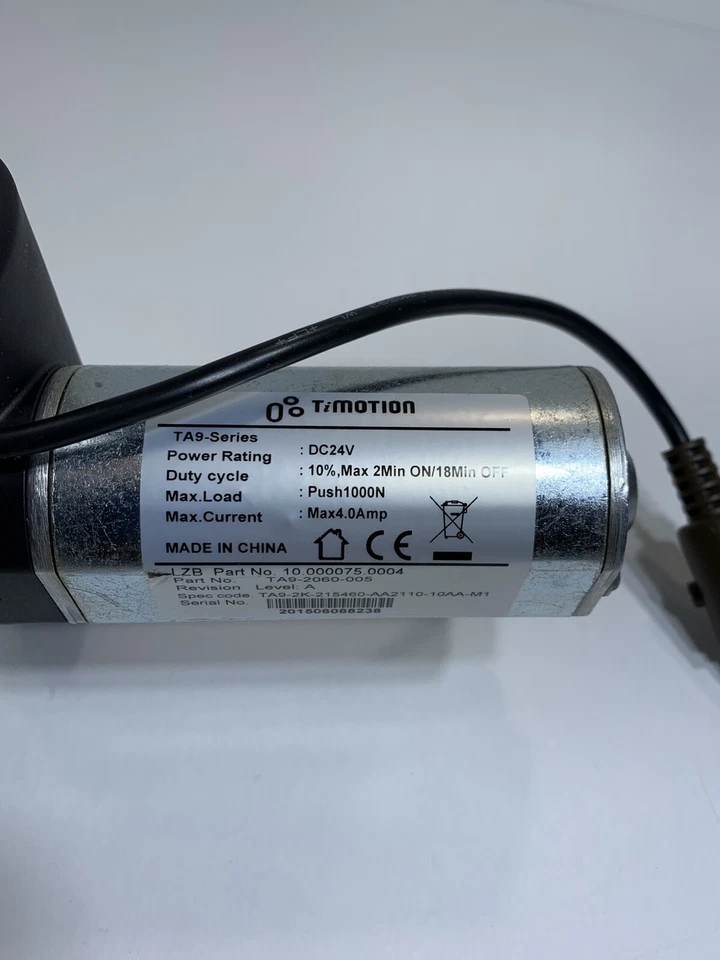 TiMOTION
TA9-Series
Power Rating : DC24V
Duty cycle : 10%,Max 2Min ON/18Min OFF
Max.Load : Push1000N
Max.Current : Max4.0Amp
MADE IN CHINA CE
LZB Part No. 10.000075.0004
Part No. TA9-2060-005
Revision Level: A
Spec code. TA9-2K-215460-AA2110-10AA-M1
Serial No.
201506068238